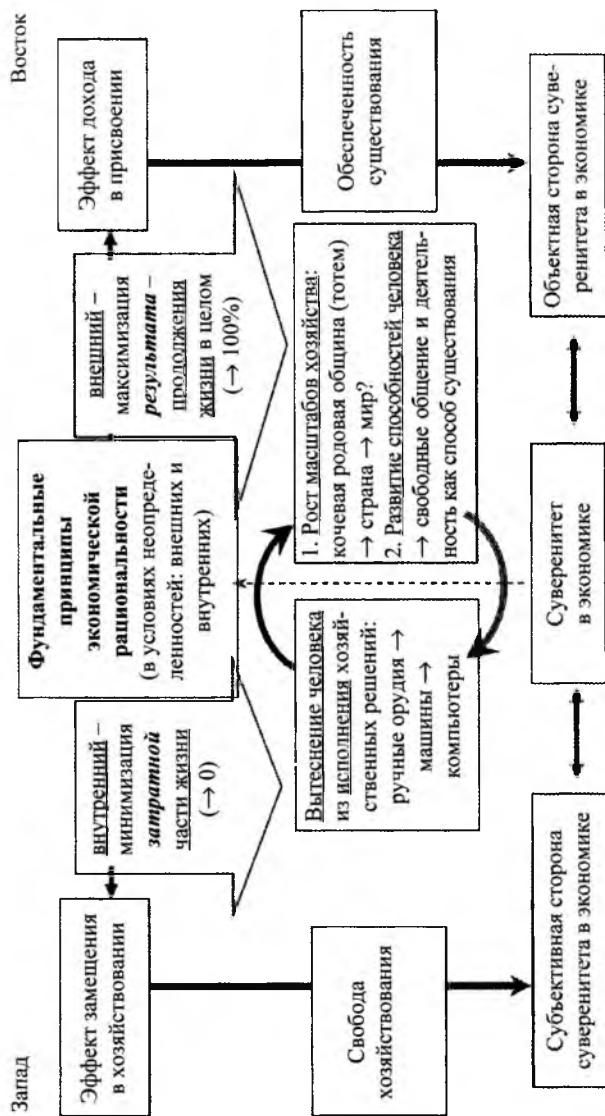 Запад
Восток
Эффект замещения
в хозяйствовании
внутренний –
минимизация
затратной
части жизни
(→ 0)
Фундаментальные
принципы
экономической
рациональности
(в условиях неопреде-
ленностей: внешних и
внутренних)
внешний –
максимизация
результата –
продолжения
жизни в целом
(→ 100%)
Эффект дохода
в присвоении
Свобода
хозяйствования
Вытеснение человека
из исполнения хозяй-
ственных решений:
ручные орудия →
машины →
компьютеры
1. Рост масштабов хозяйства:
кочевая родовая община (тотем)
→ страна → мир?
2. Развитие способностей человека
→ свободные общение и деятель-
ность как способ существования
Обеспеченность
существования
Субъективная сторона
суверенитета в экономике
Суверенитет
в экономике
Объектная сторона суве-
ренитета в экономике